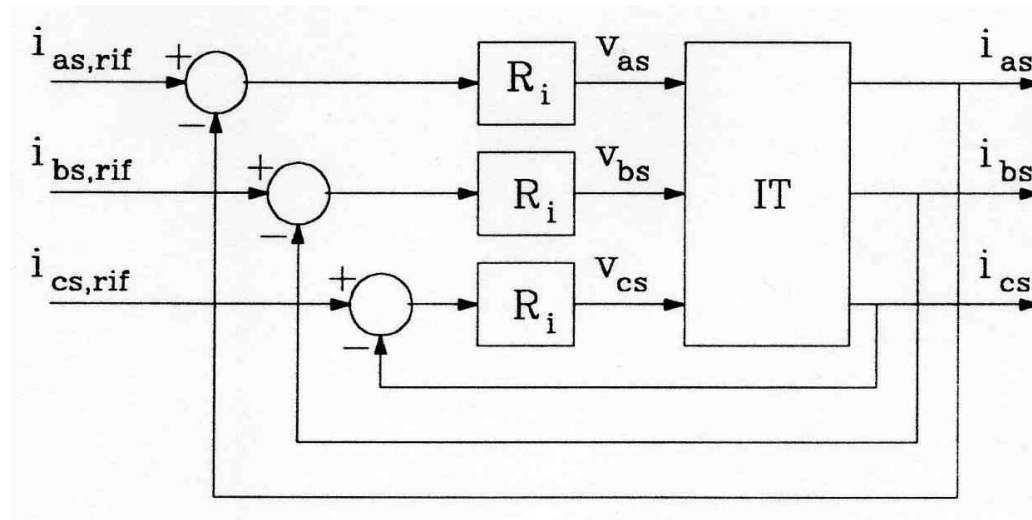 i as,rif + − R i v as i as
i bs,rif + − R i v bs IT i bs
i cs,rif + − R i v cs i cs